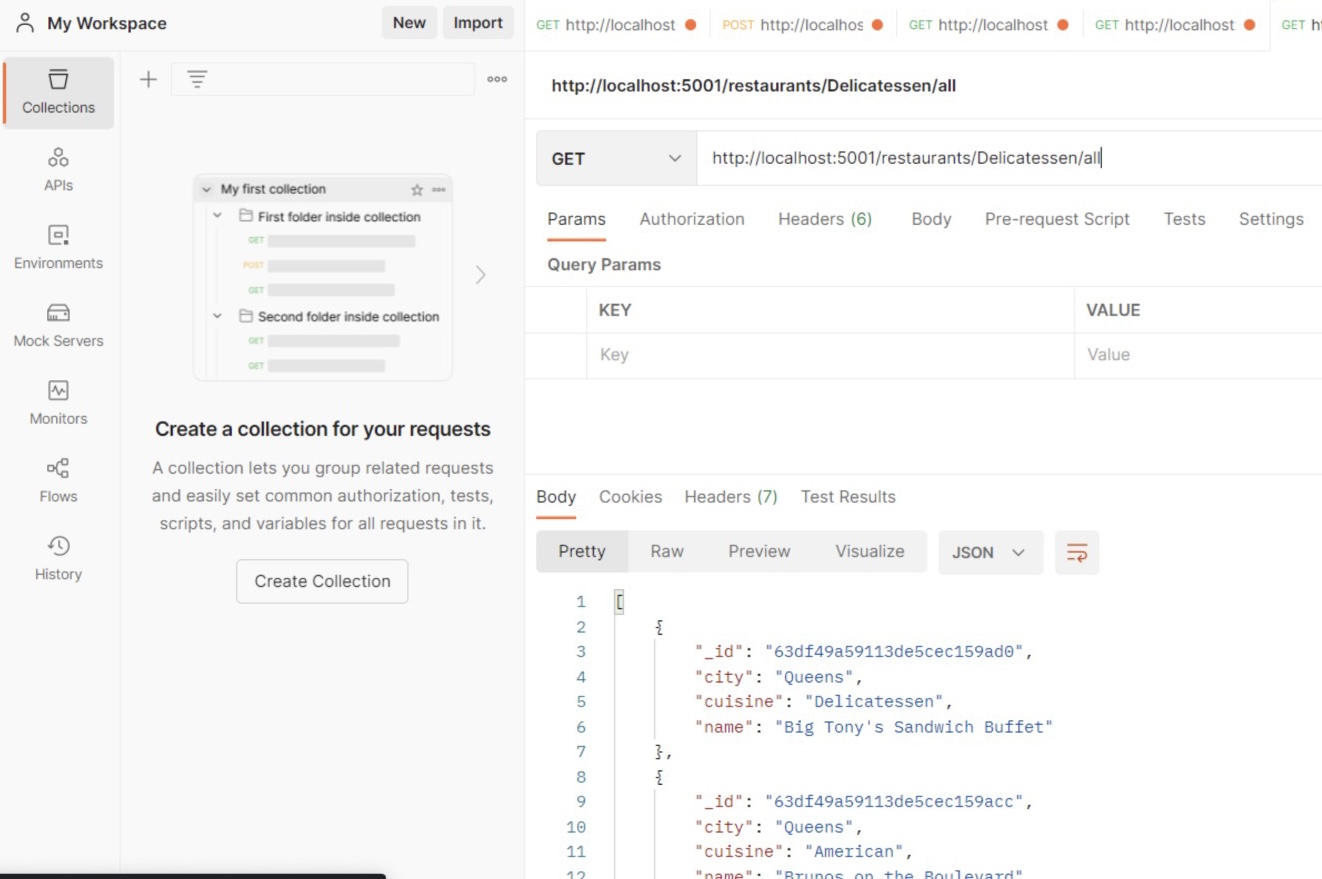 My Workspace
New
Import
GET http://localhost
POST http://localhos
GET http://localhost
GET http://localhost
GET
Collections
APIs
Environments
Mock Servers
Monitors
Flows
History
My first collection
First folder inside collection
GET
POST
GET
Second folder inside collection
GET
GET
Create a collection for your requests
A collection lets you group related requests
and easily set common authorization, tests,
scripts, and variables for all requests in it.
Create Collection
http://localhost:5001/restaurants/Delicatessen/all
GET
http://localhost:5001/restaurants/Delicatessen/all
Params Authorization Headers (6) Body Pre-request Script Tests Settings
Query Params
KEY VALUE
Key Value
Body Cookies Headers (7) Test Results
Pretty Raw Preview Visualize JSON
1 [
2 {
3 "_id": "63df49a59113de5cec159ad0",
4 "city": "Queens",
5 "cuisine": "Delicatessen",
6 "name": "Big Tony's Sandwich Buffet"
7 },
8 {
9 "_id": "63df49a59113de5cec159acc",
10 "city": "Queens",
11 "cuisine": "American",
12 "name": "Brunos on the Boulevard"